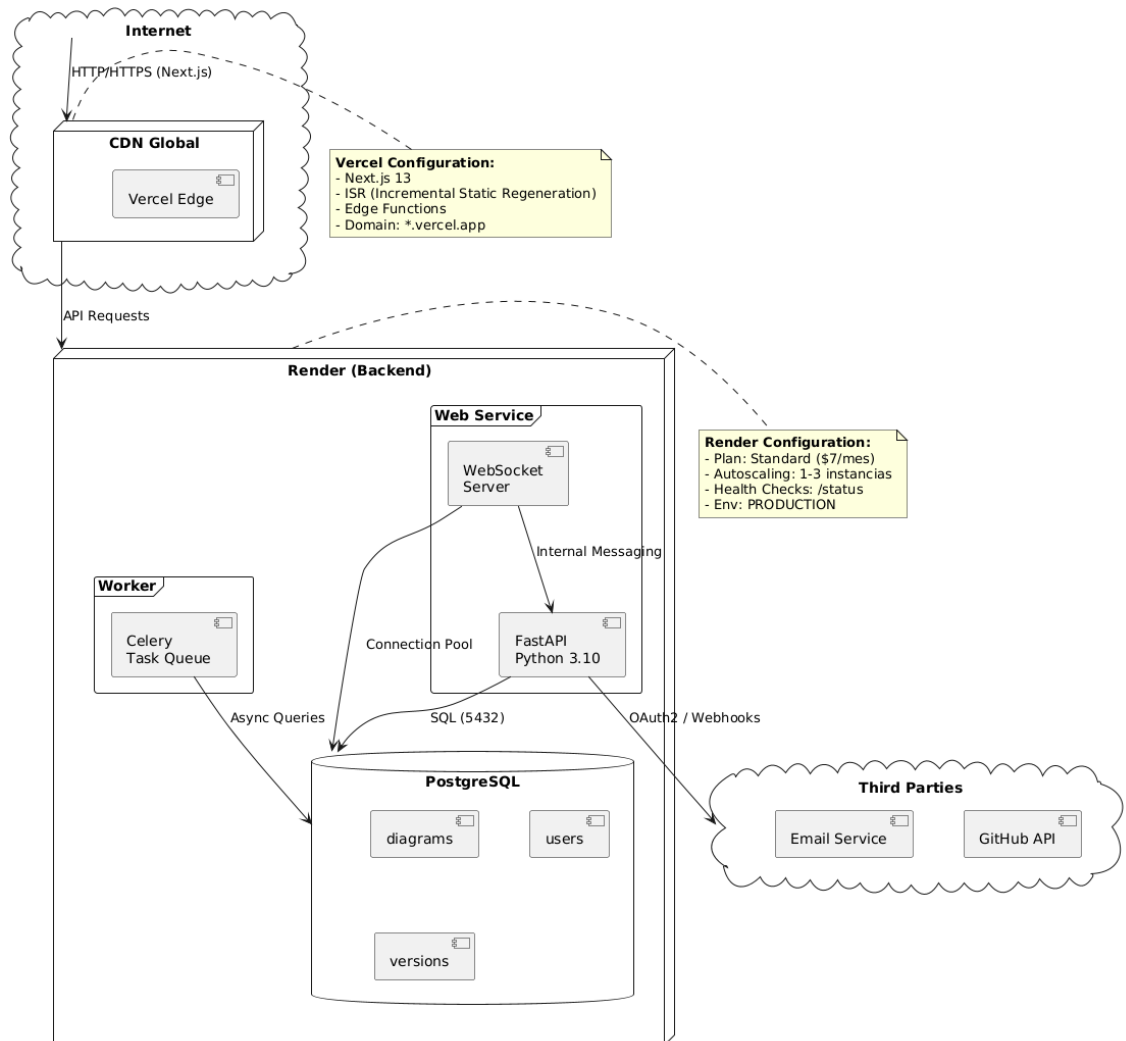 Internet
HTTP/HTTPS (Next.js)
CDN Global
Vercel Edge
Vercel Configuration:
- Next.js 13
- ISR (Incremental Static Regeneration)
- Edge Functions
- Domain: *.vercel.app
API Requests
Render (Backend)
Web Service
WebSocket
Server
Render Configuration:
- Plan: Standard ($7/mes)
- Autoscaling: 1-3 instancias
- Health Checks: /status
- Env: PRODUCTION
Internal Messaging
Worker
Celery
Task Queue
Connection Pool
FastAPI
Python 3.10
Async Queries
SQL (5432)
OAuth2 / Webhooks
PostgreSQL
diagrams
users
versions
Third Parties
Email Service
GitHub API